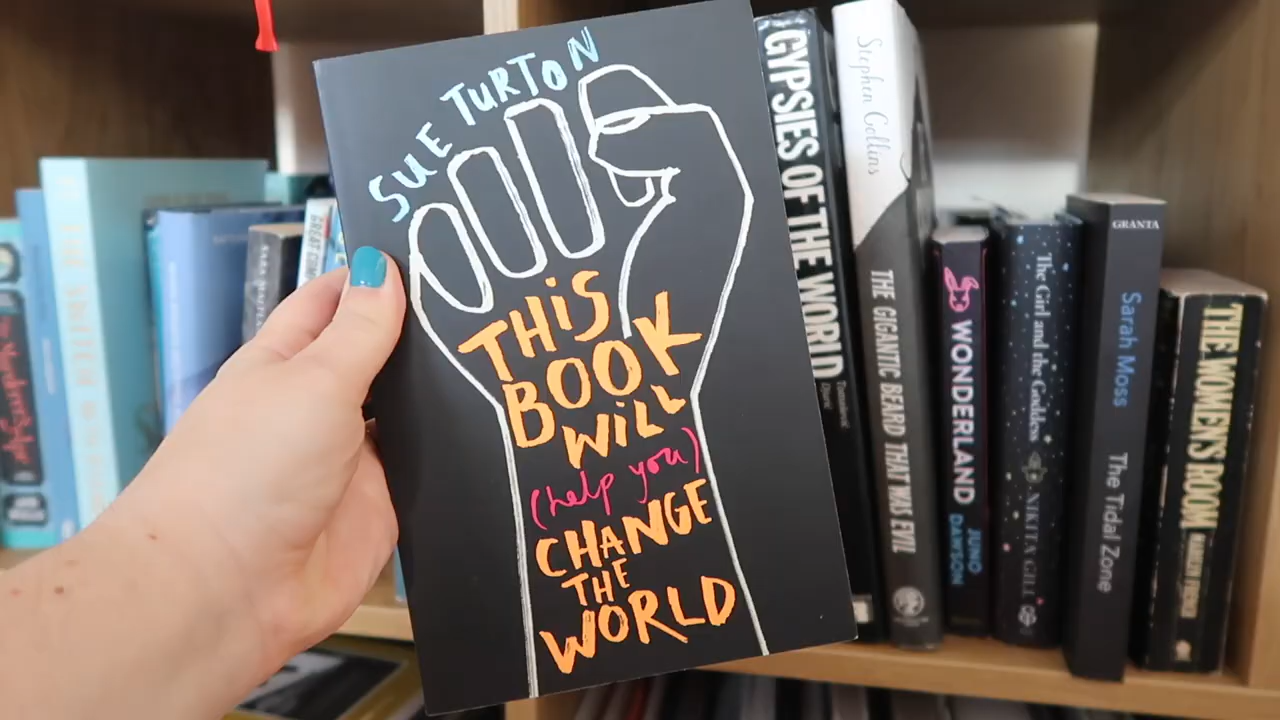 SUE TURTON
THIS
BOOK
WILL
(help you)
CHANGE
THE
WORLD
GYPSIES OF THE WORLD
Stephen Collins
THE GIGANTIC BEARD THAT WAS EVIL
WONDERLAND
JUNO DAWSON
The Girl and the Goddess
NIKITA GILL
GRANTA
Sarah Moss
The Tidal Zone
THE WOMEN'S ROOM